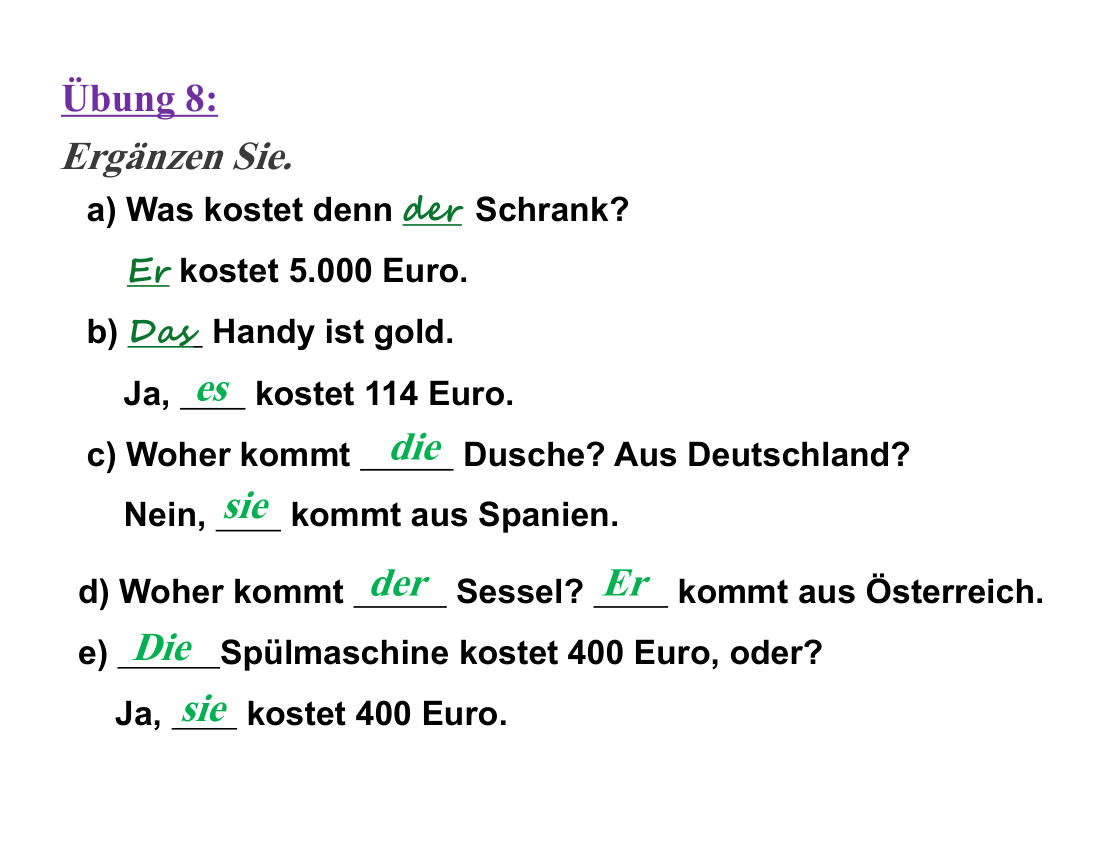 Übung 8:
Ergänzen Sie.
a) Was kostet denn der Schrank?
Er kostet 5.000 Euro.
b) Das Handy ist gold.
Ja, es kostet 114 Euro.
c) Woher kommt die Dusche? Aus Deutschland?
Nein, sie kommt aus Spanien.
d) Woher kommt der Sessel? Er kommt aus Österreich.
e) Die Spülmaschine kostet 400 Euro, oder?
Ja, sie kostet 400 Euro.